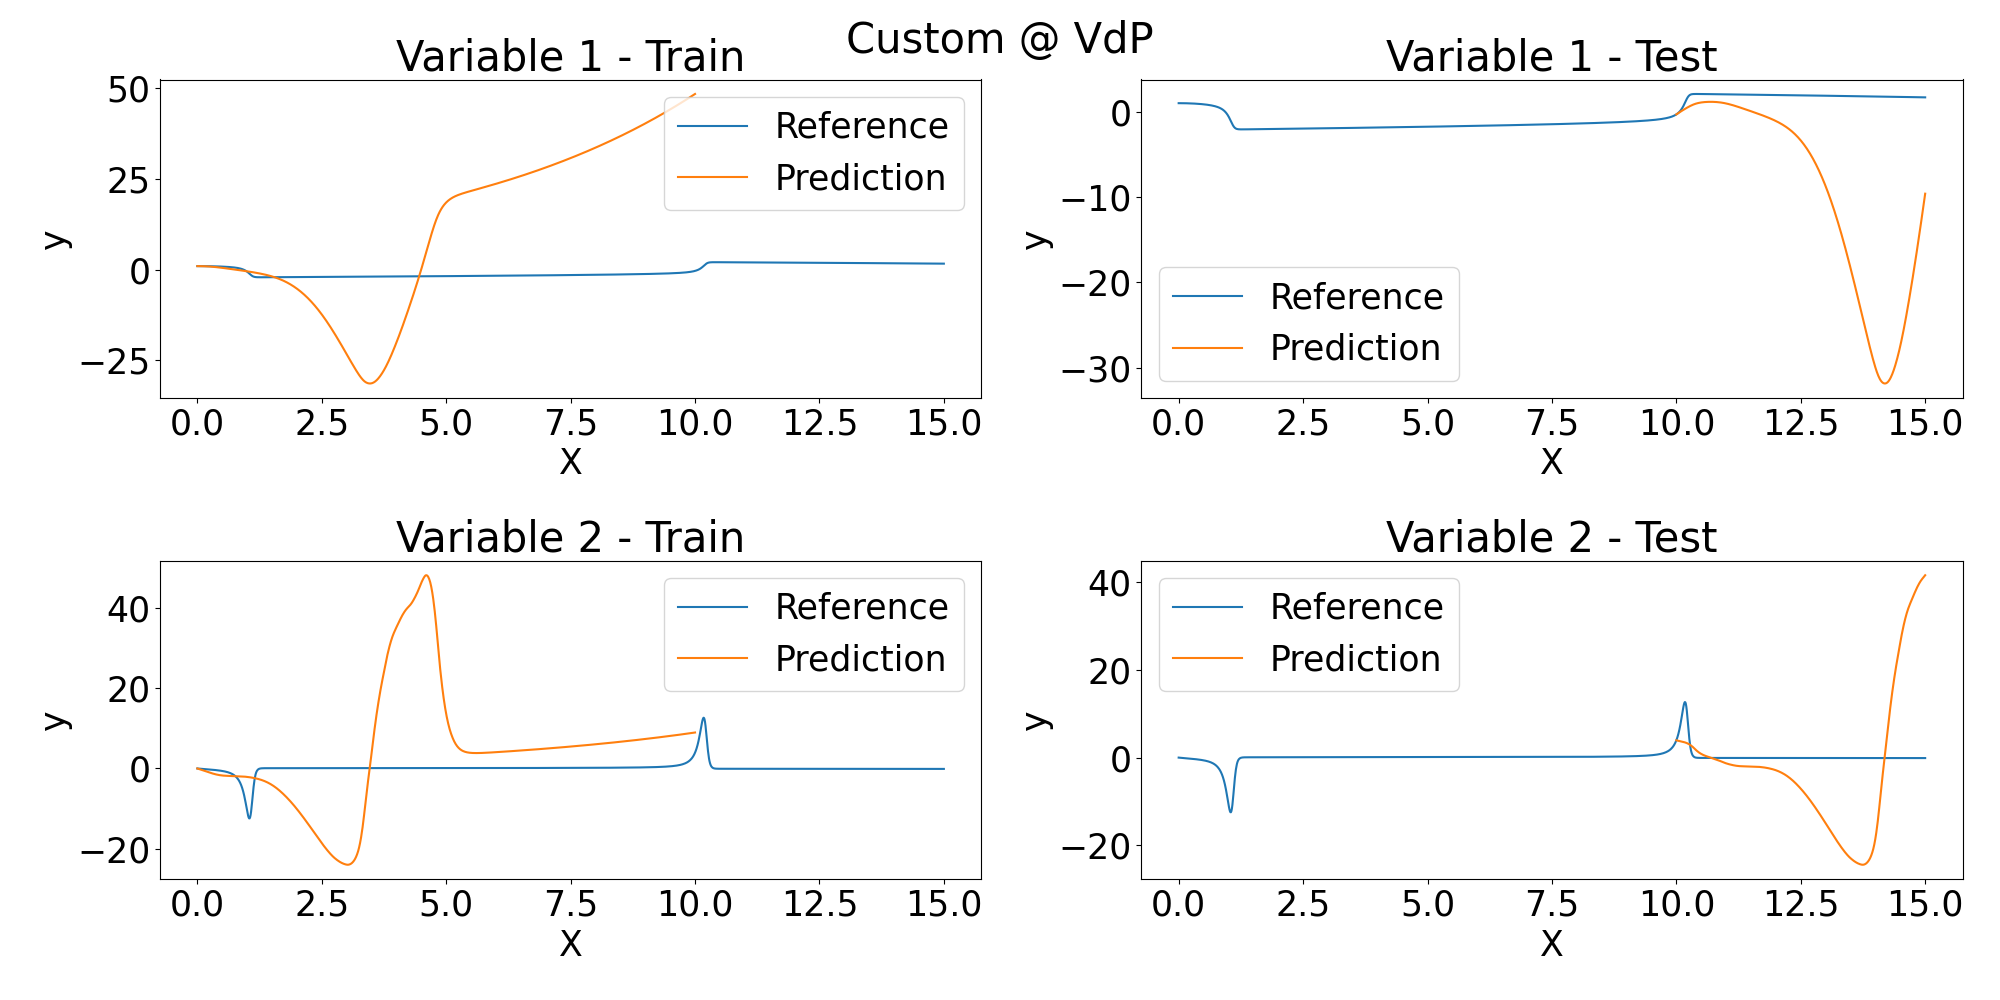 Custom @ VdP
Variable 1 - Train
50
25
0
−25
y
0.0 2.5 5.0 7.5 10.0 12.5 15.0
X
Reference
Prediction
Variable 1 - Test
0
−10
−20
−30
y
0.0 2.5 5.0 7.5 10.0 12.5 15.0
X
Reference
Prediction
Variable 2 - Train
40
20
0
−20
y
0.0 2.5 5.0 7.5 10.0 12.5 15.0
X
Reference
Prediction
Variable 2 - Test
40
20
0
−20
y
0.0 2.5 5.0 7.5 10.0 12.5 15.0
X
Reference
Prediction